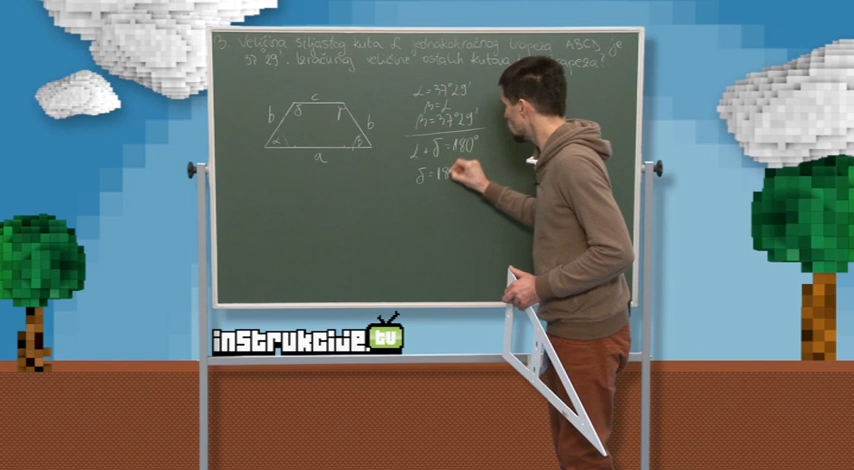 3. Veličina šiljastog kuta α jednakokračnog trapeza ABCD je
37°29'. Izračunaj veličine ostalih kutova
c
b δ γ b
α β
a
α = 37°29'
β = α
β = 37°29'
α + δ = 180°
δ = 18
instrukcije.tv